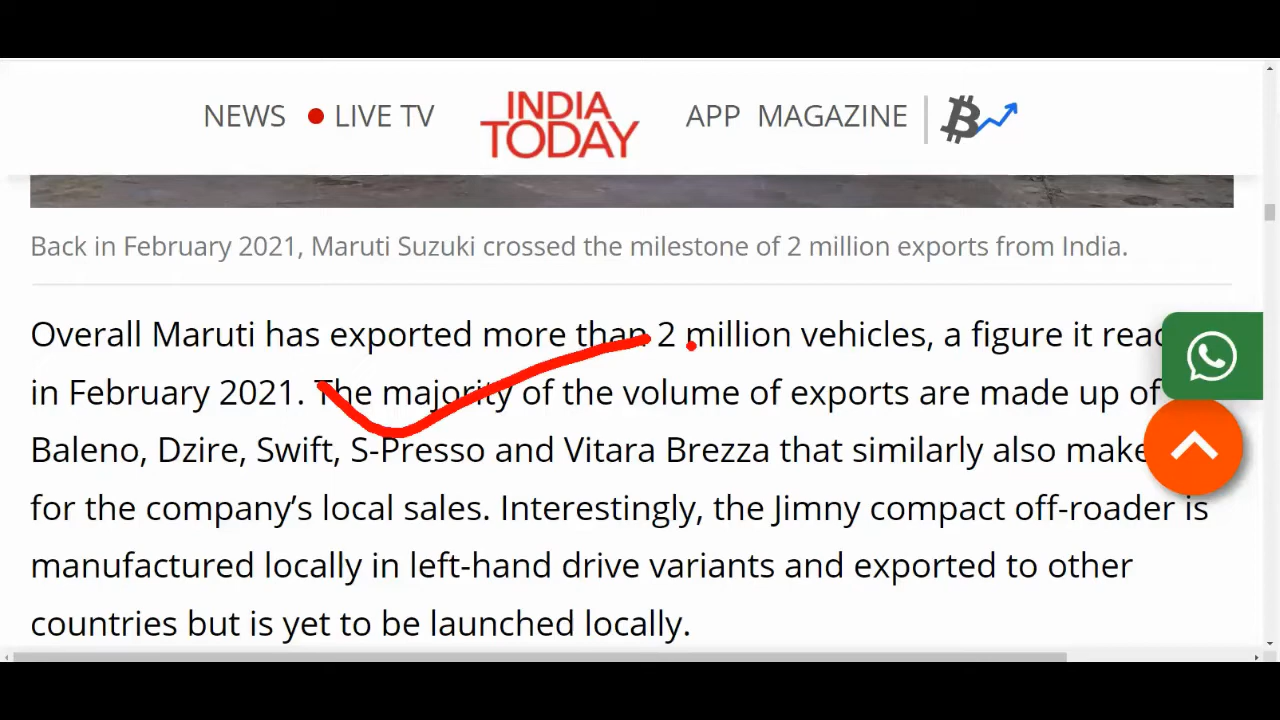 NEWS LIVE TV INDIA TODAY APP MAGAZINE
Back in February 2021, Maruti Suzuki crossed the milestone of 2 million exports from India.
Overall Maruti has exported more than 2 million vehicles, a figure it
in February 2021. The majority of the volume of exports are made up of
Baleno, Dzire, Swift, S-Presso and Vitara Brezza that similarly also make
for the company’s local sales. Interestingly, the Jimny compact off-roader is
manufactured locally in left-hand drive variants and exported to other
countries but is yet to be launched locally.